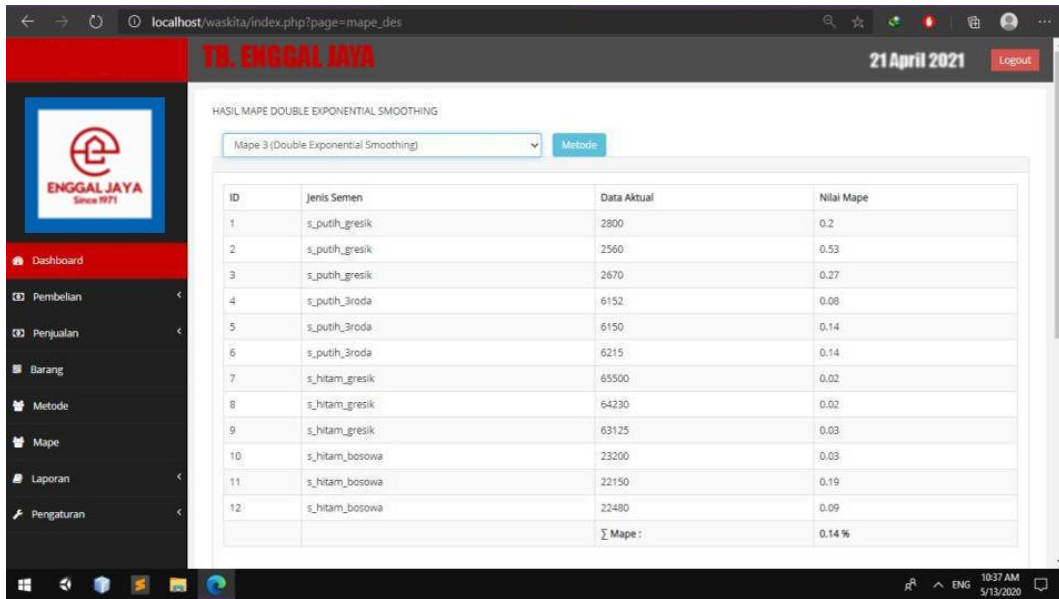 localhost/waskita/index.php?page=mape_des
TB. ENGGAL JAYA
21 April 2021
Logout
ENGGAL JAYA
Since 1971
Dashboard
Pembelian
Penjualan
Barang
Metode
Mape
Laporan
Pengaturan
HASIL MAPE DOUBLE EXPONENTIAL SMOOTHING
Mape 3 (Double Exponential Smoothing)
Metode
ID Jenis Semen Data Aktual Nilai Mape
1 s_putih_gresik 2800 0.2
2 s_putih_gresik 2560 0.53
3 s_putih_gresik 2670 0.27
4 s_putih_3roda 6152 0.08
5 s_putih_3roda 6150 0.14
6 s_putih_3roda 6215 0.14
7 s_hitam_gresik 65500 0.02
8 s_hitam_gresik 64230 0.02
9 s_hitam_gresik 63125 0.03
10 s_hitam_bosowa 23200 0.03
11 s_hitam_bosowa 22150 0.19
12 s_hitam_bosowa 22480 0.09
∑ Mape : 0.14 %
ENG
10:37 AM
5/13/2020